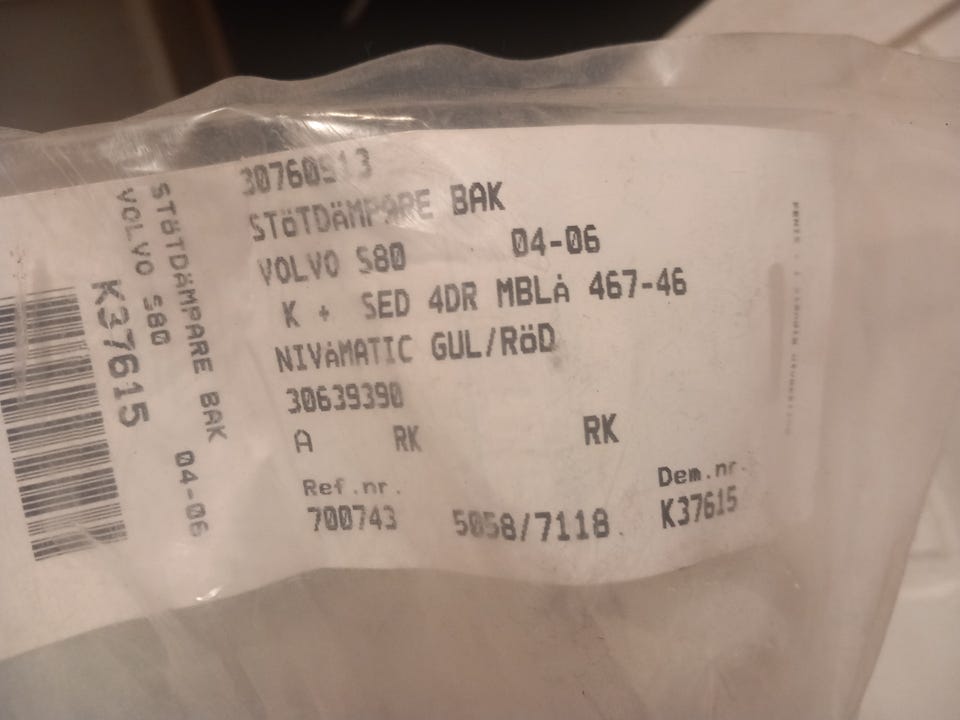 30760913
STÖTDÄMPARE BAK
VOLVO S80 04-06
K + SED 4DR MBLÅ 467-46
NIVÅMATIC GUL/RÖD
30639390
A RK RK
Ref.nr. Dem.nr.
700743 5058/7118. K37615
STÖTDÄMPARE BAK 04-06
VOLVO S80
K37615